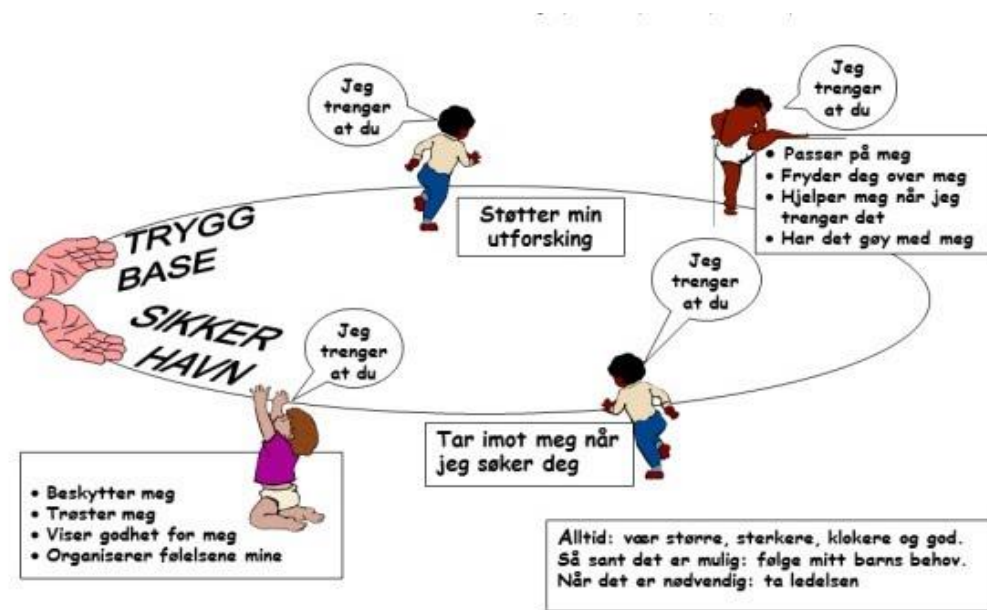 Jeg
trenger
at du
Jeg
trenger
at du
• Passer på meg
• Fryder deg over meg
• Hjelper meg når jeg
trenger det
• Har det gøy med meg
Støtter min
utforsking
TRYGG
BASE
SIKKER
HAVN
Jeg
trenger
at du
Jeg
trenger
at du
Tar imot meg når
jeg søker deg
• Beskytter meg
• Trøster meg
• Viser godhet for meg
• Organiserer følelsene mine
Alltid: vær større, sterkere, klokere og god.
Så sant det er mulig: følge mitt barns behov.
Når det er nødvendig: ta ledelsen